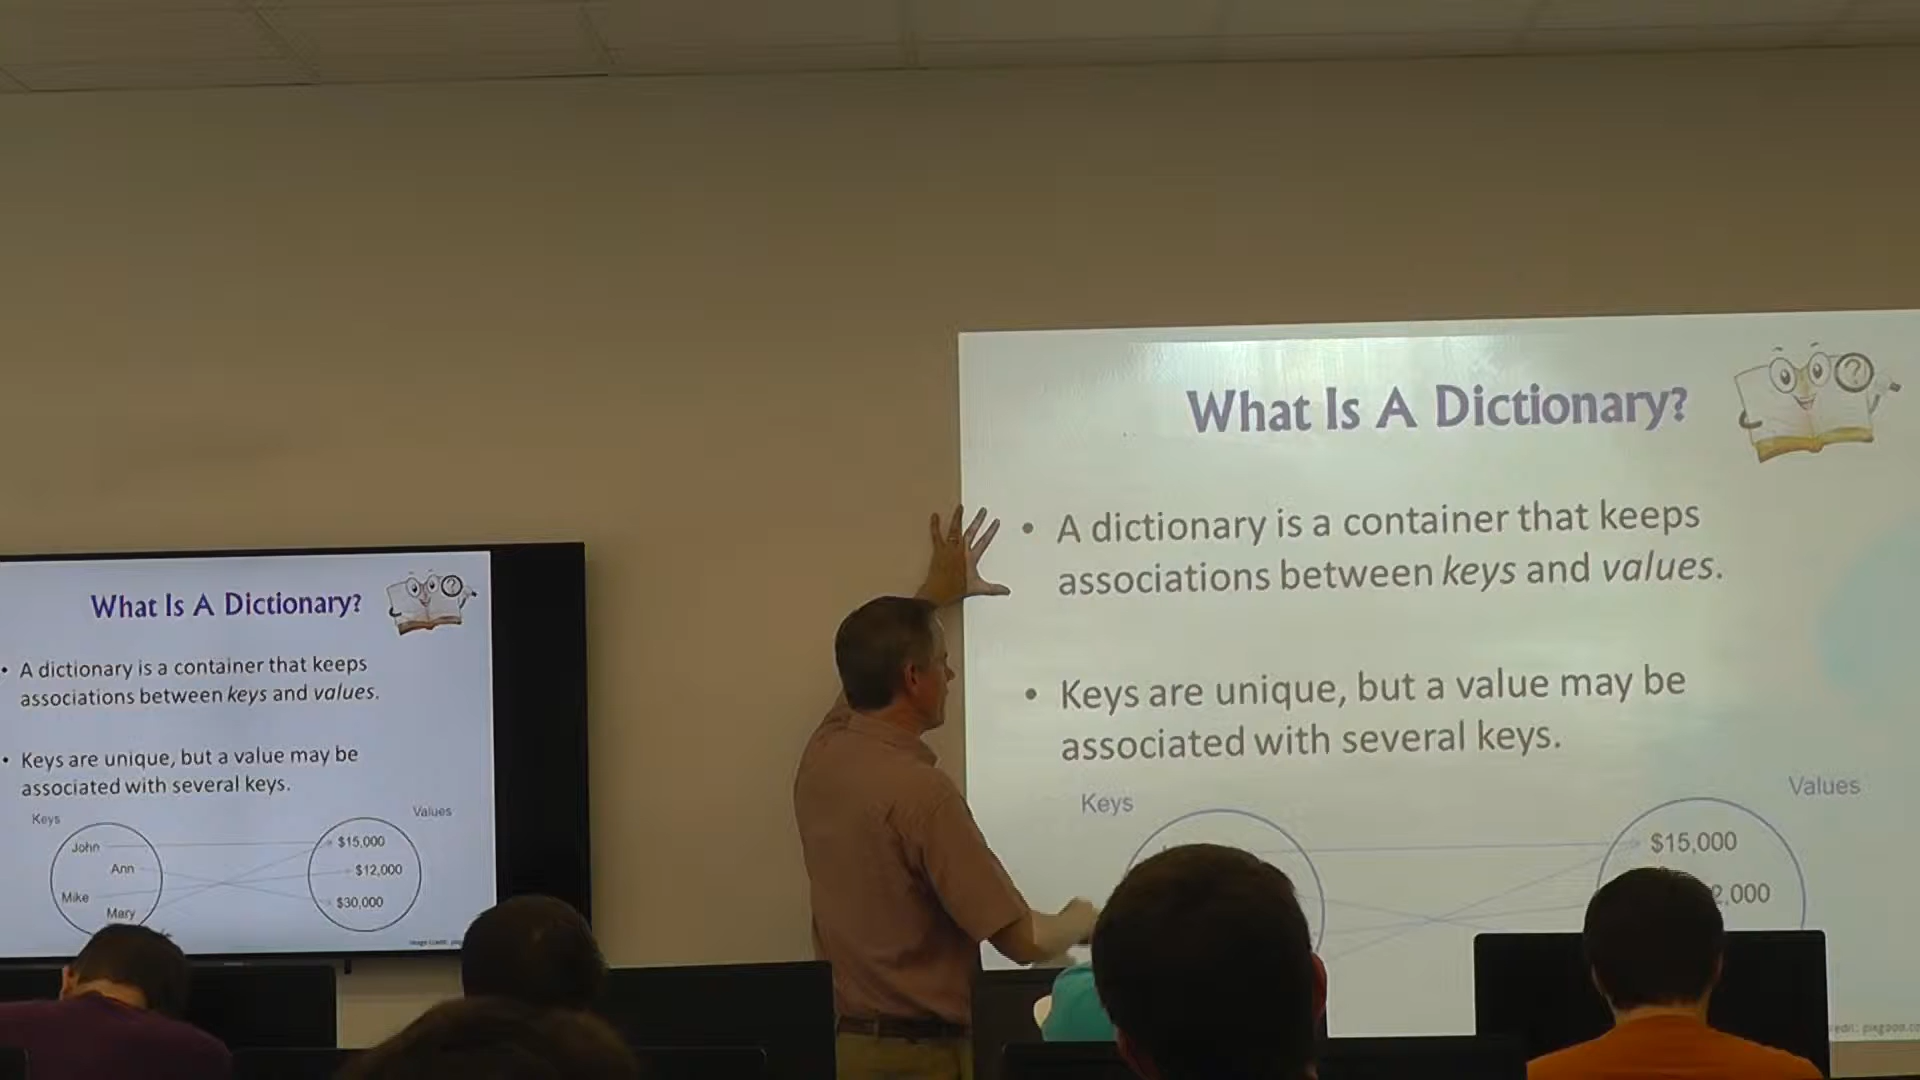 What Is A Dictionary?
• A dictionary is a container that keeps
associations between keys and values.
• Keys are unique, but a value may be
associated with several keys.
Keys
Values
John
Ann
Mike
Mary
$15,000
$12,000
$30,000
What Is A Dictionary?
• A dictionary is a container that keeps
associations between keys and values.
• Keys are unique, but a value may be
associated with several keys.
Keys
Values
$15,000
2,000